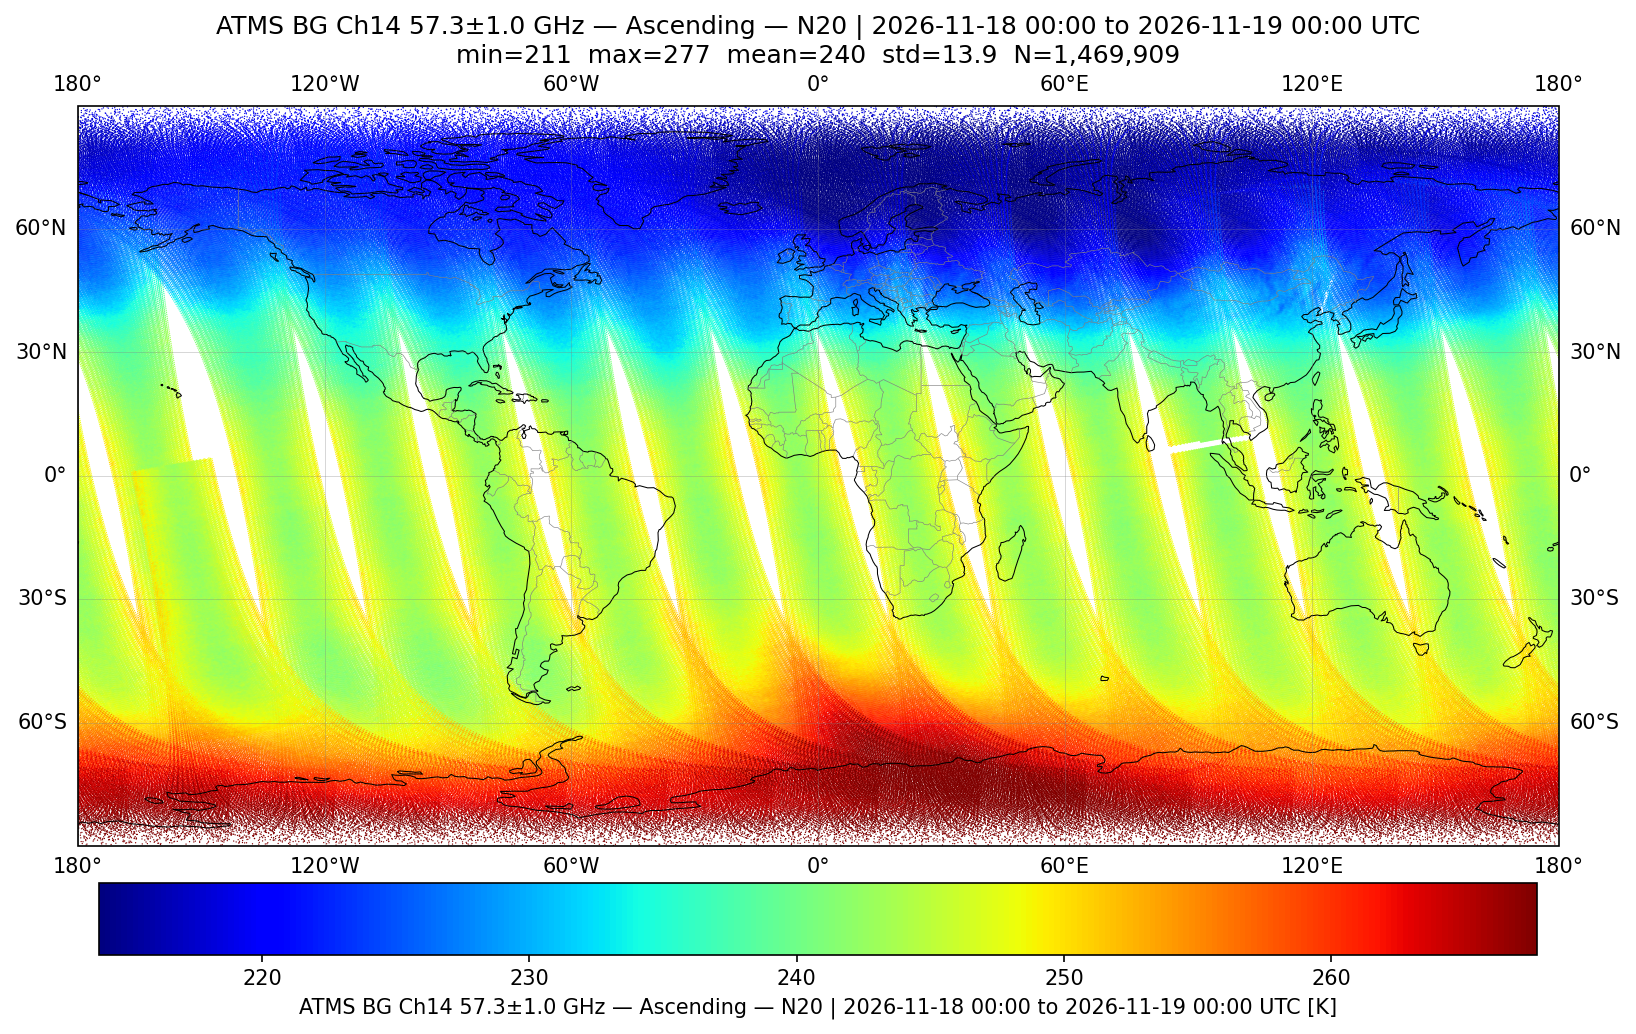 ATMS BG Ch14 57.3±1.0 GHz — Ascending — N20 | 2026-11-18 00:00 to 2026-11-19 00:00 UTC
min=211 max=277 mean=240 std=13.9 N=1,469,909
180° 120°W 60°W 0° 60°E 120°E 180°
60°N 60°N
30°N 30°N
0° 0°
30°S 30°S
60°S 60°S
180° 120°W 60°W 0° 60°E 120°E 180°
220 230 240 250 260
ATMS BG Ch14 57.3±1.0 GHz — Ascending — N20 | 2026-11-18 00:00 to 2026-11-19 00:00 UTC [K]